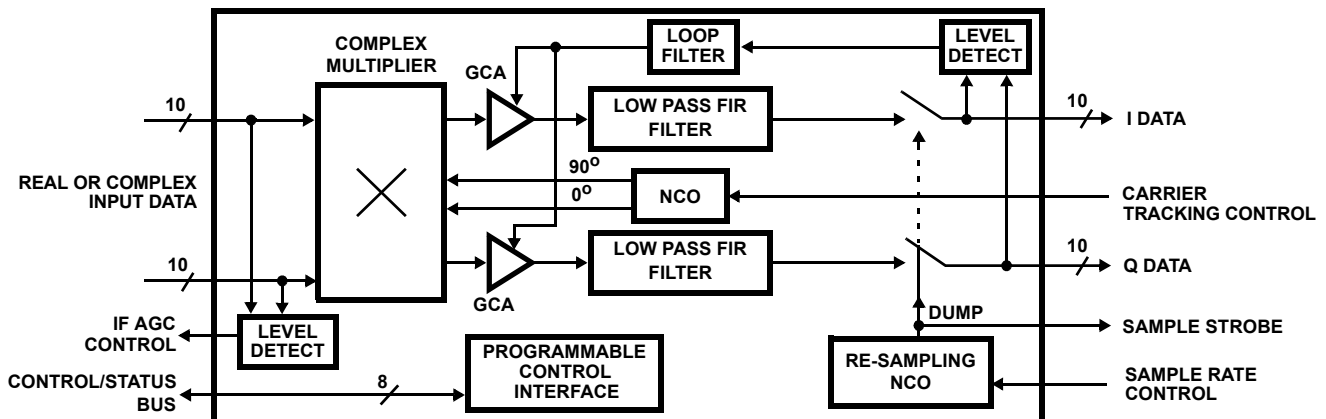 COMPLEX
MULTIPLIER
GCA
LOOP
FILTER
LEVEL
DETECT
10
LOW PASS FIR
FILTER
10
I DATA
REAL OR COMPLEX
INPUT DATA
90O
0O
NCO
CARRIER
TRACKING CONTROL
10
LOW PASS FIR
FILTER
10
Q DATA
GCA
DUMP
IF AGC
CONTROL
LEVEL
DETECT
SAMPLE STROBE
CONTROL/STATUS
BUS
8
PROGRAMMABLE
CONTROL
INTERFACE
RE-SAMPLING
NCO
SAMPLE RATE
CONTROL